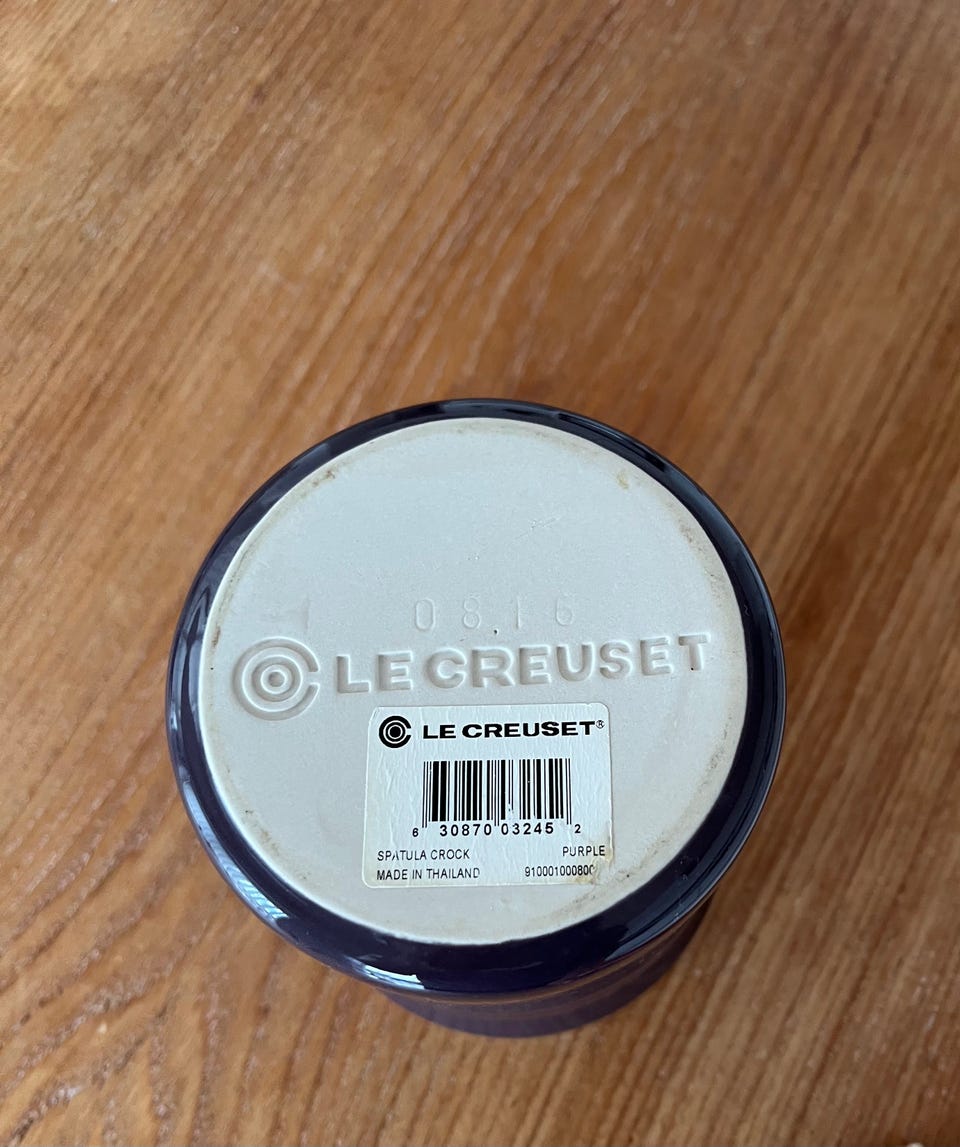 08.16
LE CREUSET
LE CREUSET®
6 30870 03245 2
SPATULA CROCK PURPLE
MADE IN THAILAND